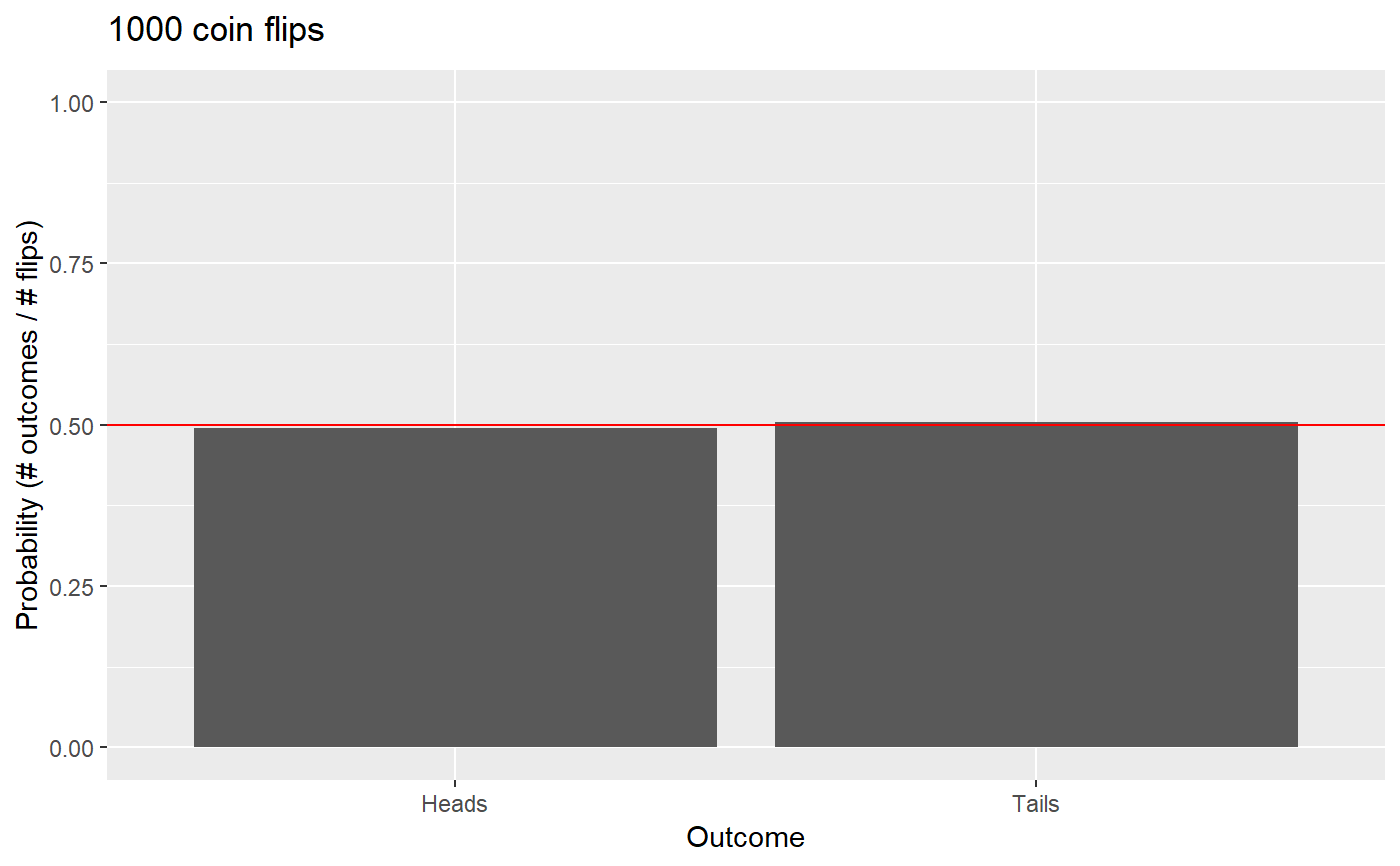 1000 coin flips
Probability (# outcomes / # flips)
1.00
0.75
0.50
0.25
0.00
Heads
Tails
Outcome